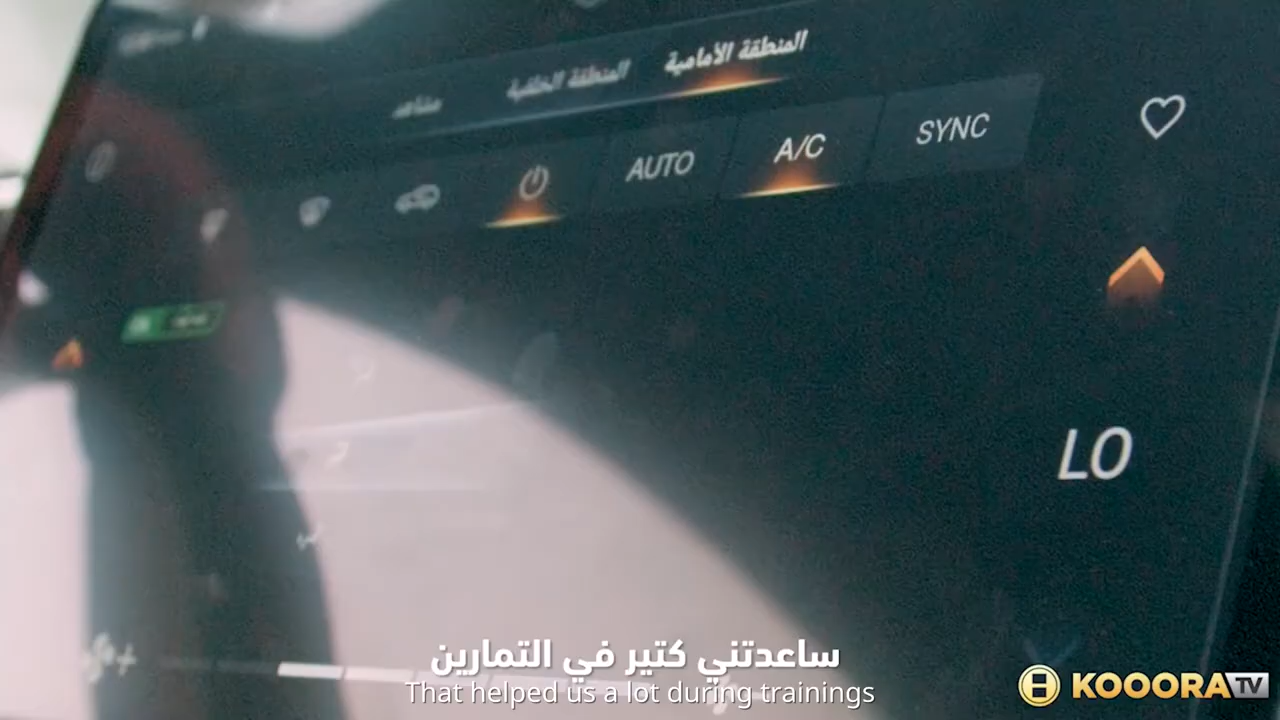 المنطقة الأمامية
المنطقة الخلفية
مقاعد
AUTO
A/C
SYNC
LO
ساعدتني كتير في التمارين
That helped us a lot during trainings
KOOORA TV